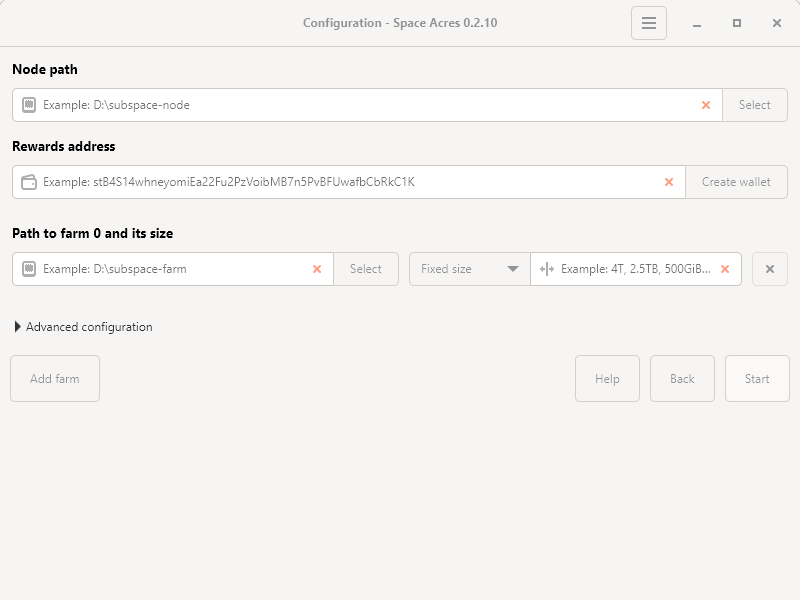 Configuration - Space Acres 0.2.10
Node path
Example: D:\subspace-node
Select
Rewards address
Example: stB4S14whneyomiEa22Fu2PzVoibMB7n5PvBFUwafbCbRkC1K
Create wallet
Path to farm 0 and its size
Example: D:\subspace-farm
Select
Fixed size
Example: 4T, 2.5TB, 500GiB...
Advanced configuration
Add farm
Help
Back
Start